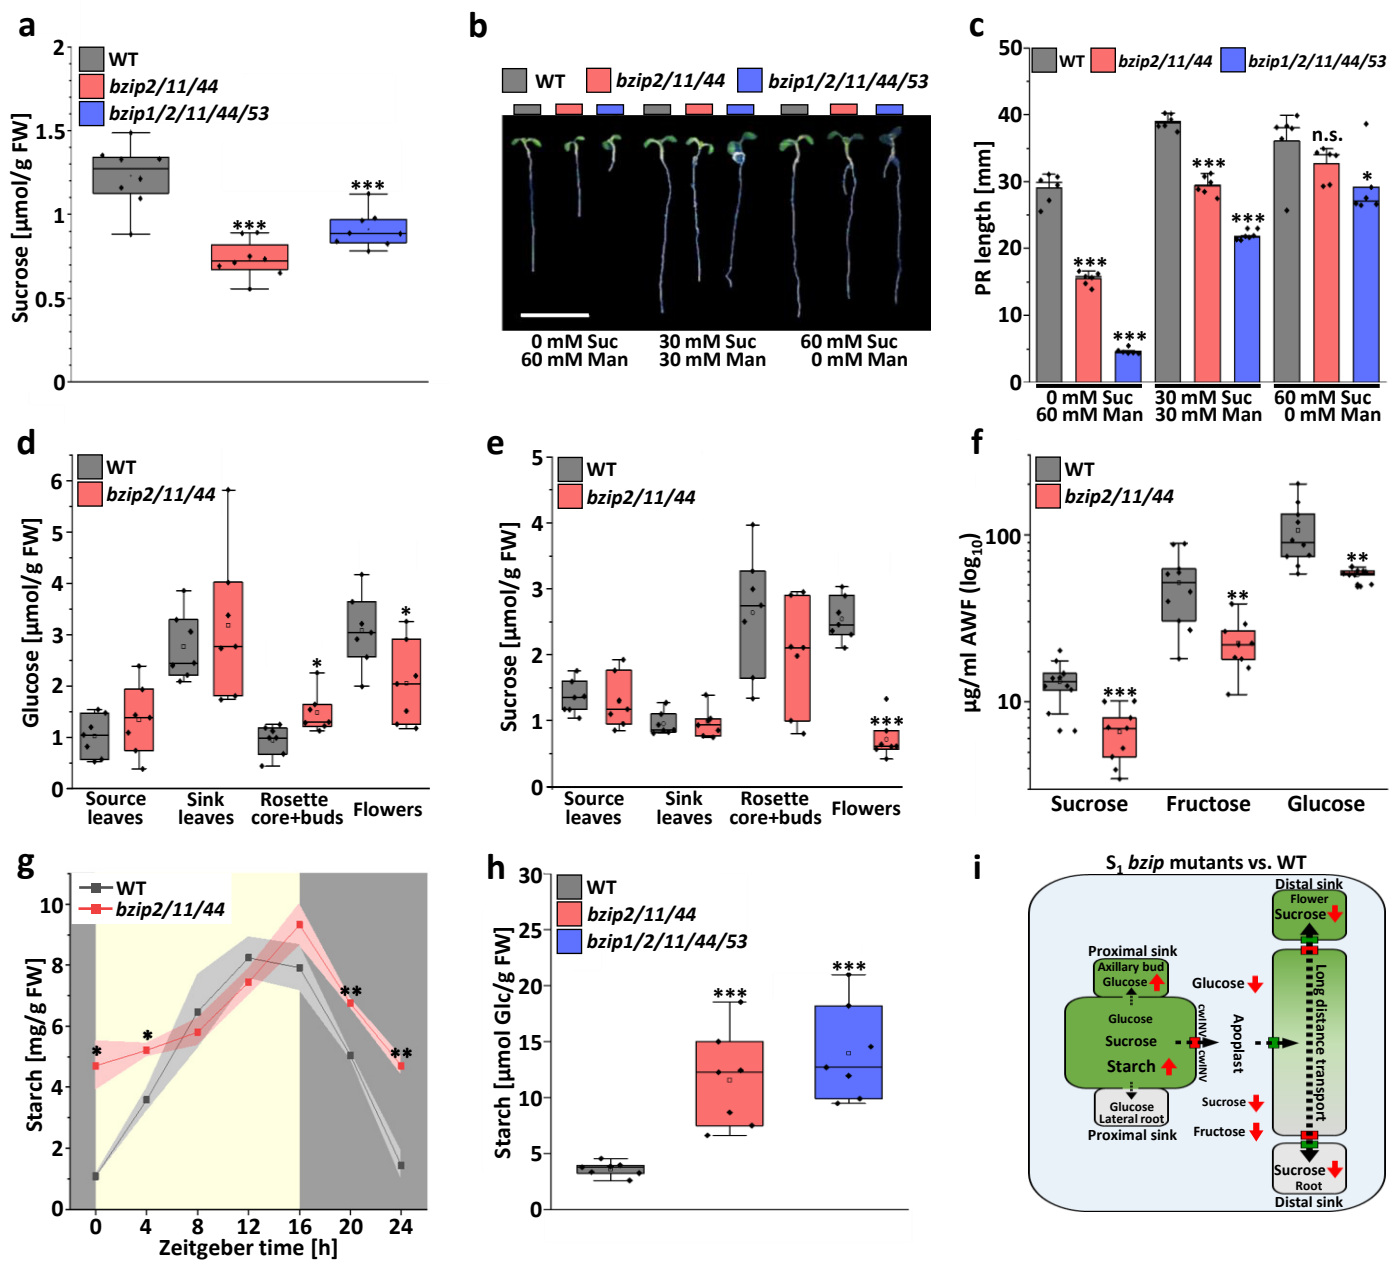 a
2
1.5
1
0.5
0
Sucrose [µmol/g FW]
WT
bzip2/11/44
bzip1/2/11/44/53
***
***
b
WT
bzip2/11/44
bzip1/2/11/44/53
0 mM Suc
60 mM Man
30 mM Suc
30 mM Man
60 mM Suc
0 mM Man
c
50
40
30
20
10
0
PR length [mm]
WT
bzip2/11/44
bzip1/2/11/44/53
***
***
***
***
n.s.
*
0 mM Suc
60 mM Man
30 mM Suc
30 mM Man
60 mM Suc
0 mM Man
d
6
5
4
3
2
1
0
Glucose [µmol/g FW]
WT
bzip2/11/44
*
*
Source
leaves
Sink
leaves
Rosette
core+buds
Flowers
e
5
4
3
2
1
0
Sucrose [µmol/g FW]
WT
bzip2/11/44
***
Source
leaves
Sink
leaves
Rosette
core+buds
Flowers
f
100
10
µg/ml AWF (log10)
WT
bzip2/11/44
***
**
**
Sucrose
Fructose
Glucose
g
10
8
6
4
2
0
Starch [mg/g FW]
WT
bzip2/11/44
*
*
**
**
0 4 8 12 16 20 24
Zeitgeber time [h]
h
30
25
20
15
10
5
0
Starch [µmol Glc/g FW]
WT
bzip2/11/44
bzip1/2/11/44/53
***
***
i
S1 bzip mutants vs. WT
Distal sink
Flower
Sucrose
Proximal sink
Axillary bud
Glucose
Glucose
Glucose
Sucrose
Starch
cwINV
cwINV
Apoplast
Long distance transport
Sucrose
Fructose
Glucose
Lateral root
Proximal sink
Sucrose
Root
Distal sink